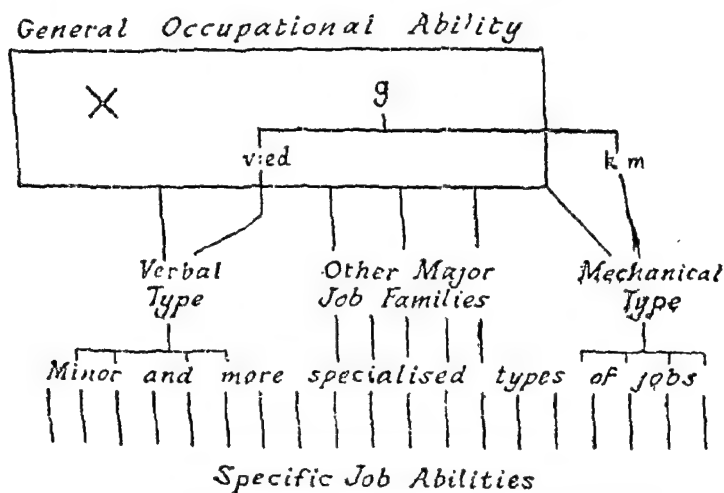 General Occupational Ability
X g
v:ed k m
Verbal Other Major Mechanical
Type Job Families Type
Minor and more specialised types of jobs
Specific Job Abilities